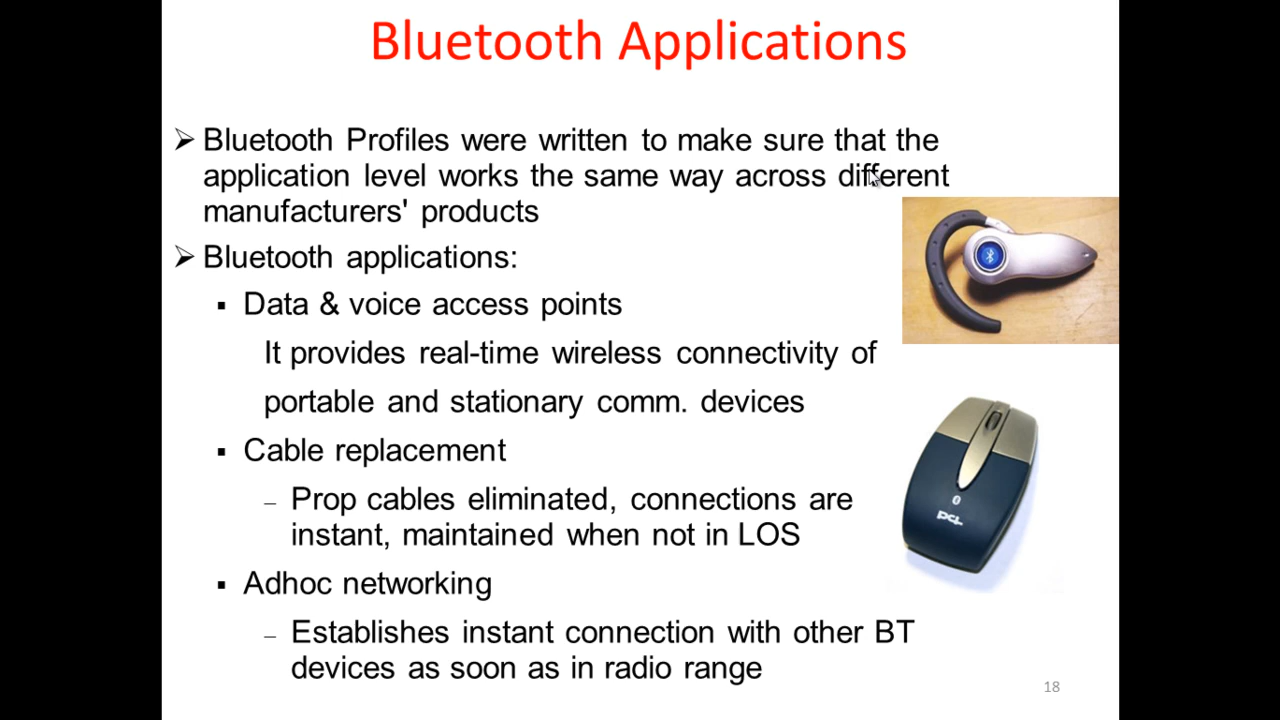 Bluetooth Applications
Bluetooth Profiles were written to make sure that the
application level works the same way across different
manufacturers' products
Bluetooth applications:
Data & voice access points
It provides real-time wireless connectivity of
portable and stationary comm. devices
Cable replacement
Prop cables eliminated, connections are
instant, maintained when not in LOS
Adhoc networking
Establishes instant connection with other BT
devices as soon as in radio range
18